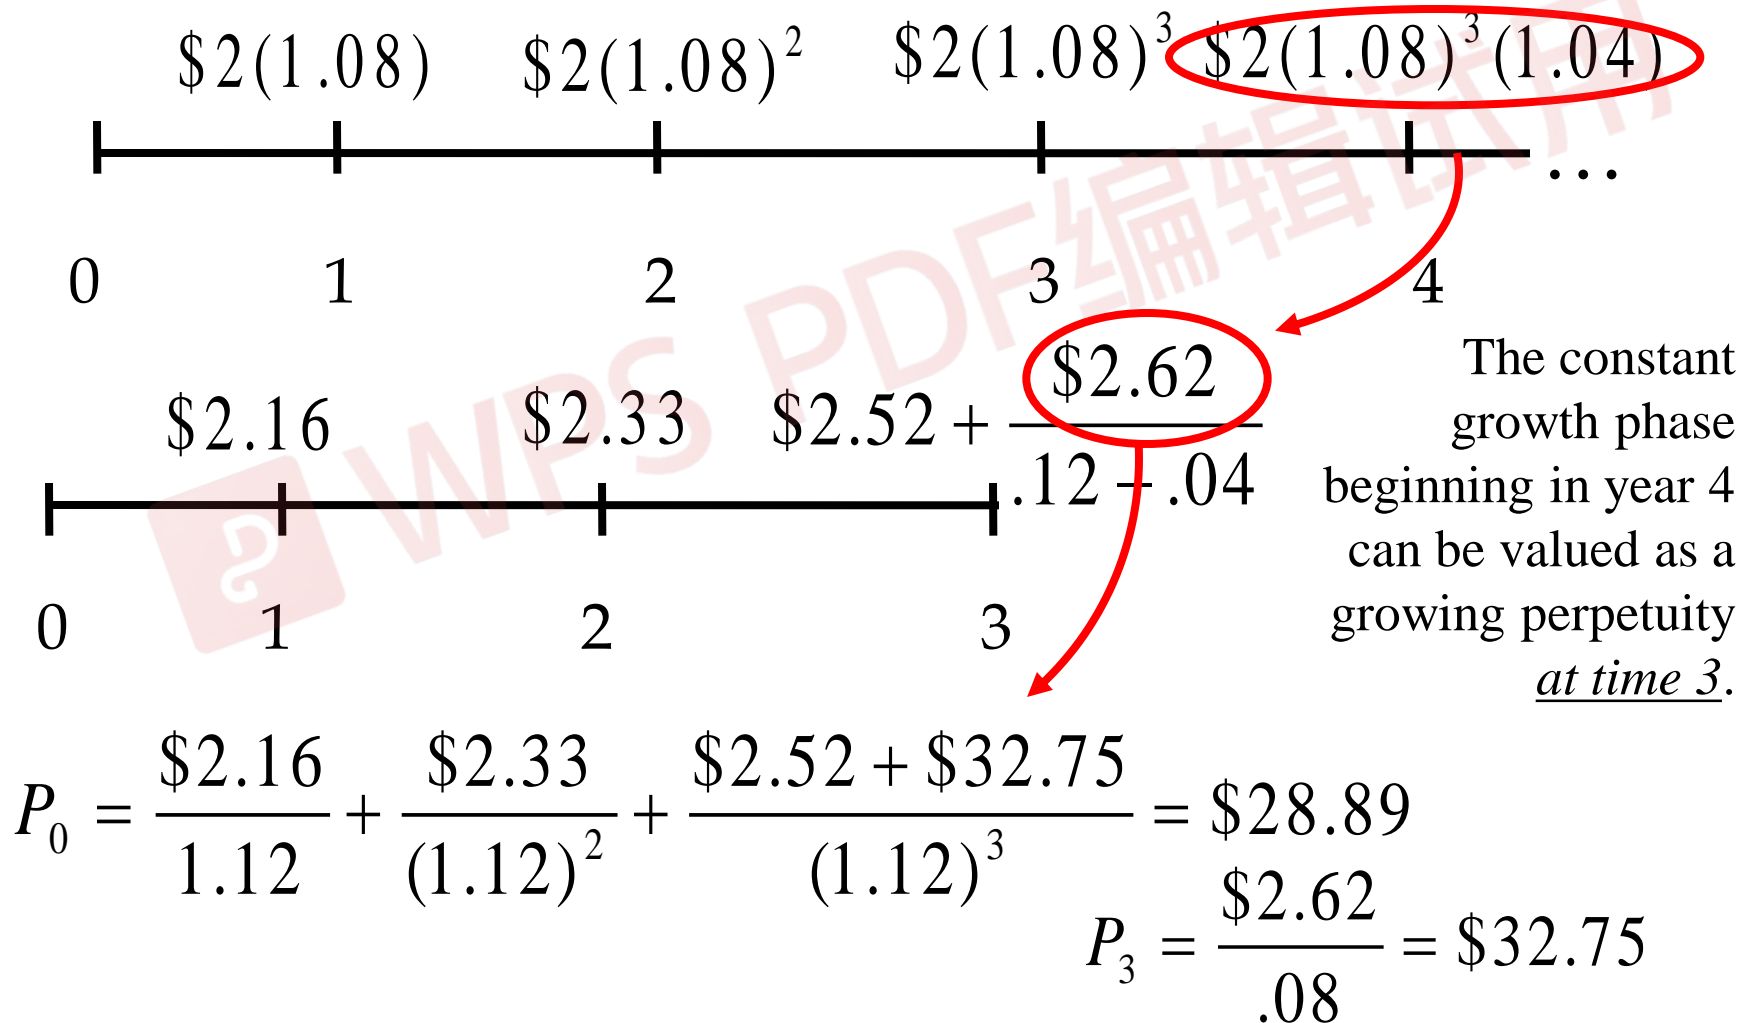 $2(1.08) $2(1.08)² $2(1.08)³ $2(1.08)³(1.04)
...
0 1 2 3 4
$2.62
$2.16 $2.33 $2.52 +
.12 − .04
0 1 2 3
The constant
growth phase
beginning in year 4
can be valued as a
growing perpetuity
at time 3.
P₀ = $2.16/1.12 + $2.33/(1.12)² + ($2.52 + $32.75)/(1.12)³ = $28.89
P₃ = $2.62/.08 = $32.75
WPS PDF编辑试用